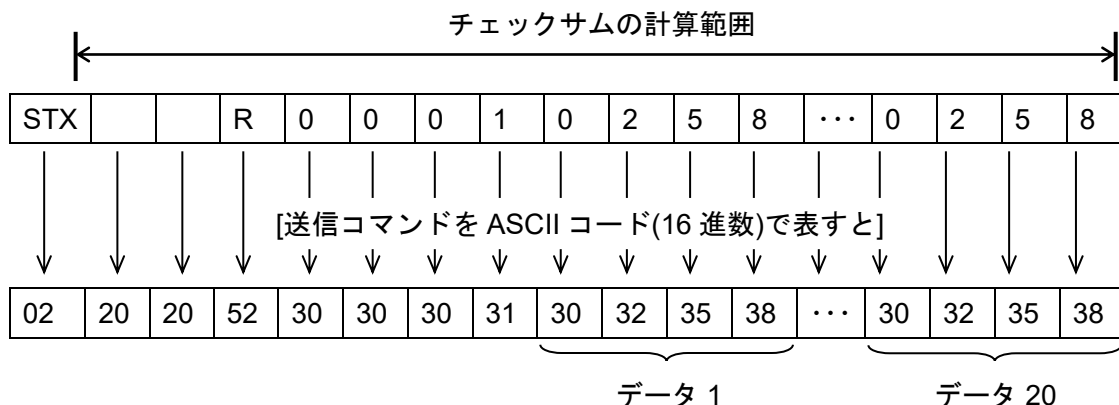 チェックサムの計算範囲
STX R 0 0 0 1 0 2 5 8 ・・・ 0 2 5 8
[送信コマンドを ASCII コード(16 進数)で表すと]
02 20 20 52 30 30 30 31 30 32 35 38 ・・・ 30 32 35 38
データ 1 データ 20